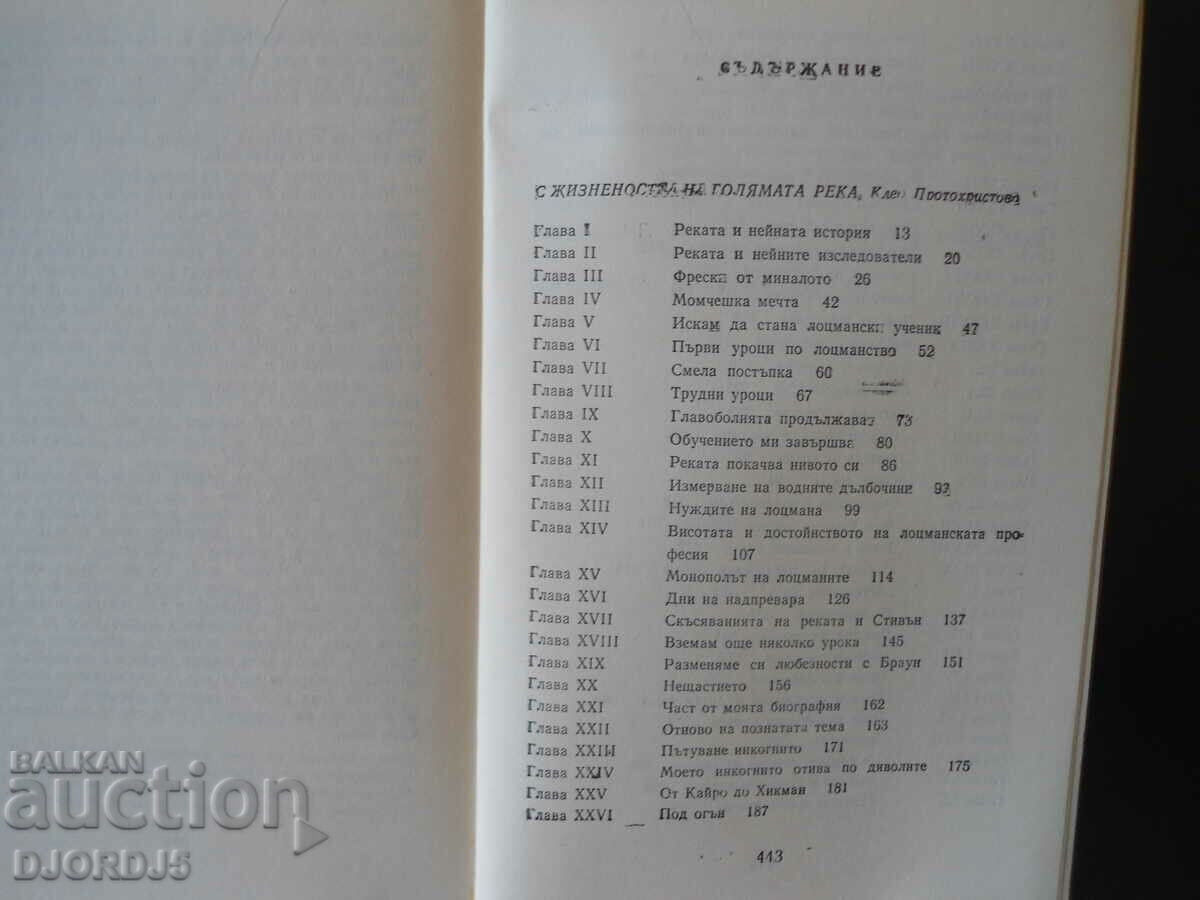 СЪДЪРЖАНИЕ
С ЖИЗНЕНОСТТА НА ГОЛЯМАТА РЕКА, Клео Протохристова
Глава I Реката и нейната история 13
Глава II Реката и нейните изследователи 20
Глава III Фрески от миналото 26
Глава IV Момчешка мечта 42
Глава V Искам да стана лоцмански ученик 47
Глава VI Първи уроци по лоцманство 52
Глава VII Смела постъпка 60
Глава VIII Трудни уроци 67
Глава IX Главоболията продължават 73
Глава X Обучението ми завършва 80
Глава XI Реката покачва нивото си 86
Глава XII Измерване на водните дълбочини 92
Глава XIII Нуждите на лоцмана 99
Глава XIV Висотата и достойнството на лоцманската про-
фесия 107
Глава XV Монополът на лоцманите 114
Глава XVI Дни на надпревара 126
Глава XVII Скъсяванията на реката и Стивън 137
Глава XVIII Вземам още няколко урока 145
Глава XIX Разменяме си любезности с Браун 151
Глава XX Нещастието 156
Глава XXI Част от моята биография 162
Глава XXII Отново на познатата тема 163
Глава XXIII Пътуване инкогнито 171
Глава XXIV Моето инкогнито отива по дяволите 175
Глава XXV От Кайро до Хикман 181
Глава XXVI Под огън 187
443
BALKAN
auction
DJORDJ5